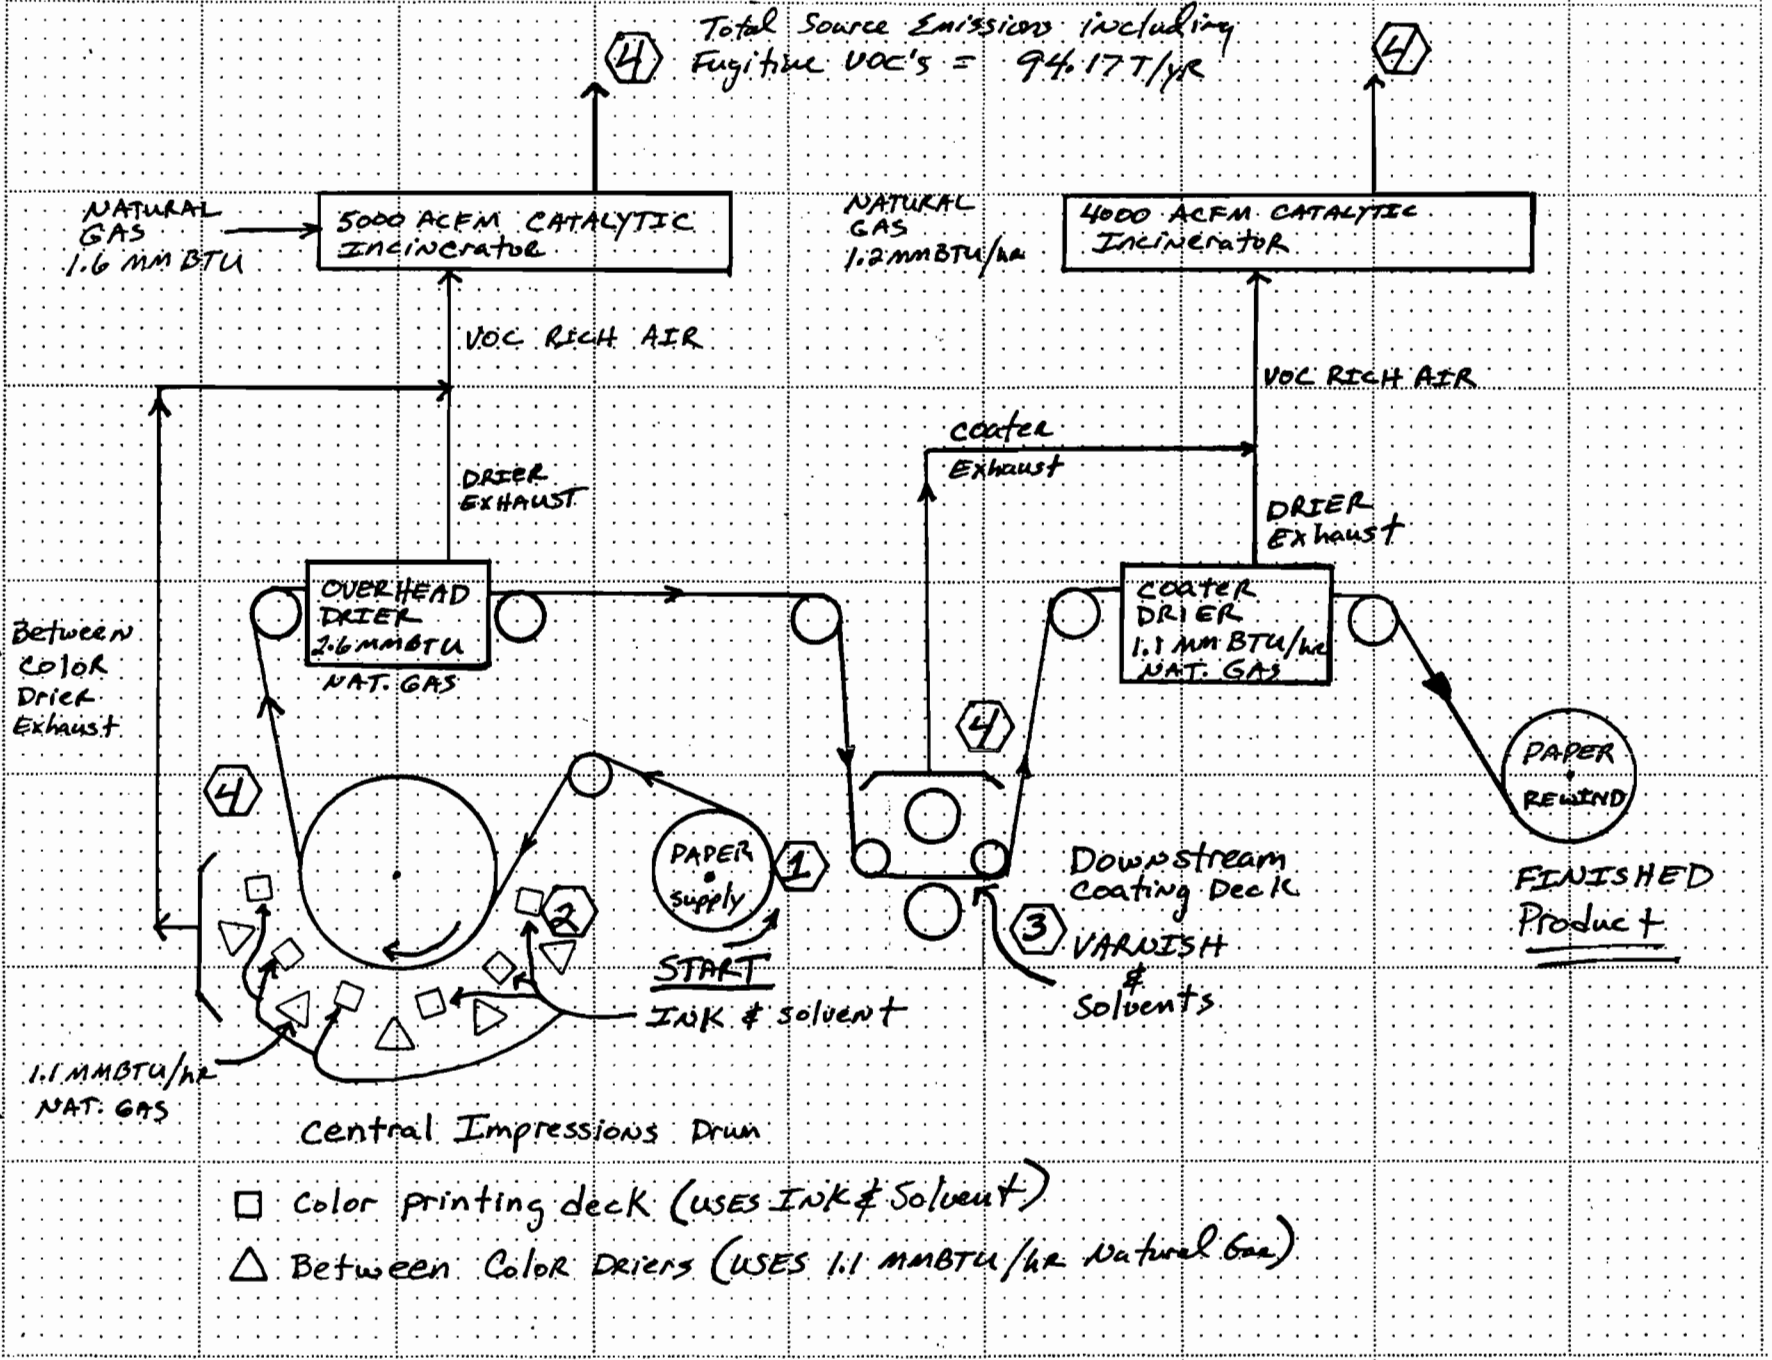 4
Total Source Emissions including
Fugitive VOC's = 94.17 T/yR
4
NATURAL
GAS
1.6 MMBTU
5000 ACFM CATALYTIC
Incinerator
NATURAL
GAS
1.2 MMBTU/hr
4000 ACFM CATALYTIC
Incinerator
VOC RICH AIR
VOC RICH AIR
Coater
Exhaust
DRIER
EXHAUST
DRIER
Exhaust
OVERHEAD
DRIER
2.6 MMBTU
NAT. GAS
Coater
DRIER
1.1 MM BTU/hr
NAT. GAS
Between
Color
Drier
Exhaust
4
4
PAPER
REWIND
PAPER
supply
1
2
START
INK & solvent
Downstream
Coating Deck
3
VARNISH
&
Solvents
FINISHED
Product
1.1 MMBTU/hR
NAT. GAS
Central Impressions Drum
Color printing deck (USES INK & Solvent)
Between Color Driers (USES 1.1 MMBTU/hR Natural Gas)